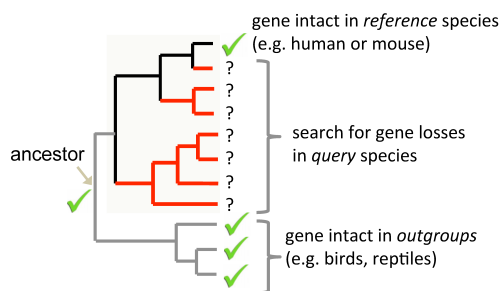 gene intact in reference species
(e.g. human or mouse)
?
?
?
?
?
?
?
search for gene losses
in query species
ancestor
gene intact in outgroups
(e.g. birds, reptiles)